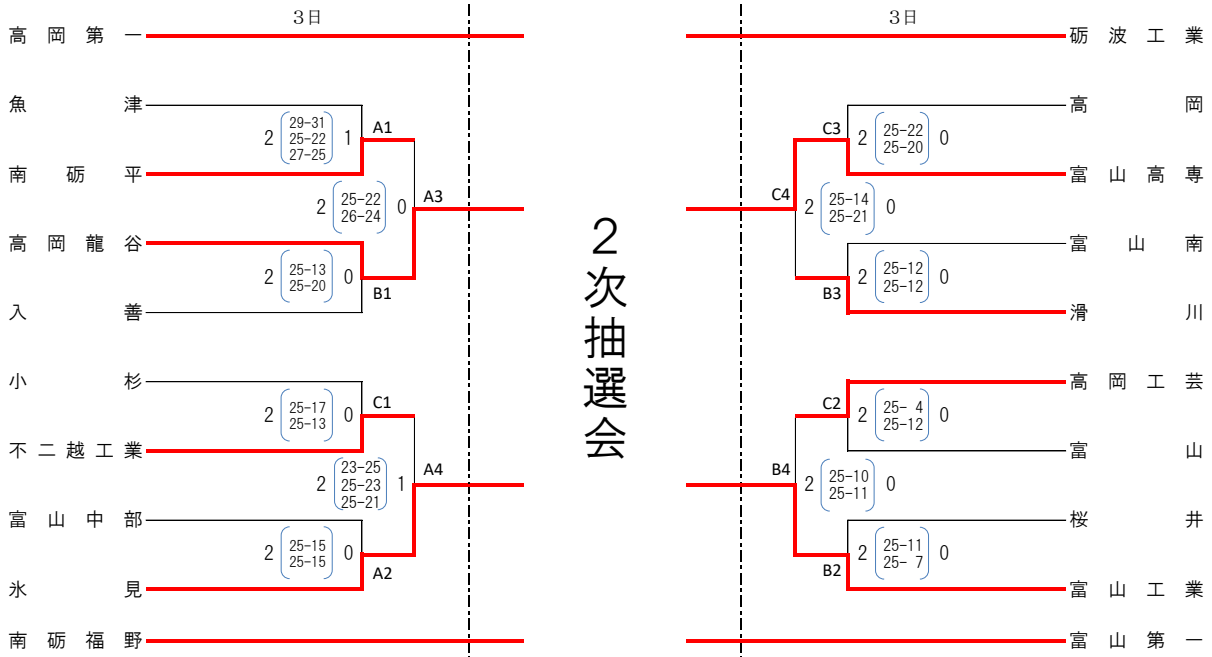 3日
高岡第一
魚津
2 29-31 25-22 27-25 1
A1
南砺平
2 25-22 26-24 0
A3
高岡龍谷
2 25-13 25-20 0
B1
入善
小杉
2 25-17 25-13 0
C1
不二越工業
2 23-25 25-23 25-21 1
A4
富山中部
2 25-15 25-15 0
A2
氷見
南砺福野
2次抽選会
3日
砺波工業
高岡
C3
2 25-22 25-20 0
富山高専
C4
2 25-14 25-21 0
富山南
B3
2 25-12 25-12 0
滑川
高岡工芸
C2
2 25- 4 25-12 0
富山
B4
2 25-10 25-11 0
桜井
B2
2 25-11 25- 7 0
富山工業
富山第一